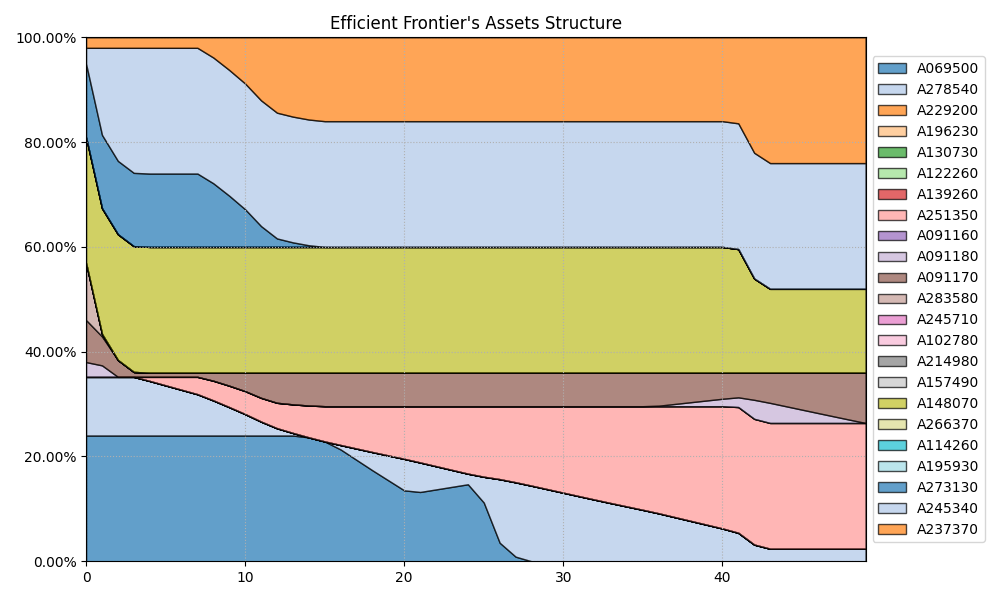 Efficient Frontier's Assets Structure
100.00%
80.00%
60.00%
40.00%
20.00%
0.00%
0
10
20
30
40
A069500
A278540
A229200
A196230
A130730
A122260
A139260
A251350
A091160
A091180
A091170
A283580
A245710
A102780
A214980
A157490
A148070
A266370
A114260
A195930
A273130
A245340
A237370